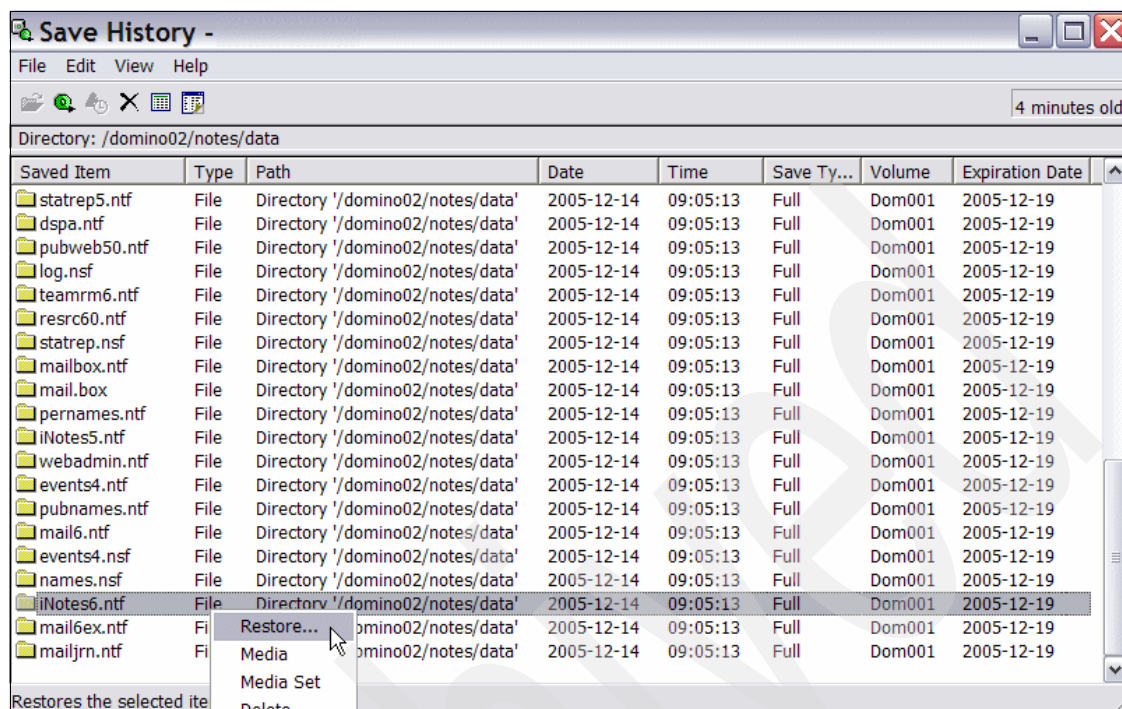 Save History -
File Edit View Help
4 minutes old
Directory: /domino02/notes/data
Saved Item Type Path Date Time Save Ty... Volume Expiration Date
statrep5.ntf File Directory '/domino02/notes/data' 2005-12-14 09:05:13 Full Dom001 2005-12-19
dspa.ntf File Directory '/domino02/notes/data' 2005-12-14 09:05:13 Full Dom001 2005-12-19
pubweb50.ntf File Directory '/domino02/notes/data' 2005-12-14 09:05:13 Full Dom001 2005-12-19
log.nsf File Directory '/domino02/notes/data' 2005-12-14 09:05:13 Full Dom001 2005-12-19
teamrm6.ntf File Directory '/domino02/notes/data' 2005-12-14 09:05:13 Full Dom001 2005-12-19
resrc60.ntf File Directory '/domino02/notes/data' 2005-12-14 09:05:13 Full Dom001 2005-12-19
statrep.nsf File Directory '/domino02/notes/data' 2005-12-14 09:05:13 Full Dom001 2005-12-19
mailbox.ntf File Directory '/domino02/notes/data' 2005-12-14 09:05:13 Full Dom001 2005-12-19
mail.box File Directory '/domino02/notes/data' 2005-12-14 09:05:13 Full Dom001 2005-12-19
pernames.ntf File Directory '/domino02/notes/data' 2005-12-14 09:05:13 Full Dom001 2005-12-19
iNotes5.ntf File Directory '/domino02/notes/data' 2005-12-14 09:05:13 Full Dom001 2005-12-19
webadmin.ntf File Directory '/domino02/notes/data' 2005-12-14 09:05:13 Full Dom001 2005-12-19
events4.ntf File Directory '/domino02/notes/data' 2005-12-14 09:05:13 Full Dom001 2005-12-19
pubnames.ntf File Directory '/domino02/notes/data' 2005-12-14 09:05:13 Full Dom001 2005-12-19
mail6.ntf File Directory '/domino02/notes/data' 2005-12-14 09:05:13 Full Dom001 2005-12-19
events4.nsf File Directory '/domino02/notes/data' 2005-12-14 09:05:13 Full Dom001 2005-12-19
names.nsf File Directory '/domino02/notes/data' 2005-12-14 09:05:13 Full Dom001 2005-12-19
iNotes6.ntf File Directory '/domino02/notes/data' 2005-12-14 09:05:13 Full Dom001 2005-12-19
mail6ex.ntf Fi omino02/notes/data' 2005-12-14 09:05:13 Full Dom001 2005-12-19
mailjrn.ntf Fi omino02/notes/data' 2005-12-14 09:05:13 Full Dom001 2005-12-19
Restore...
Media
Media Set
Delete
Restores the selected ite